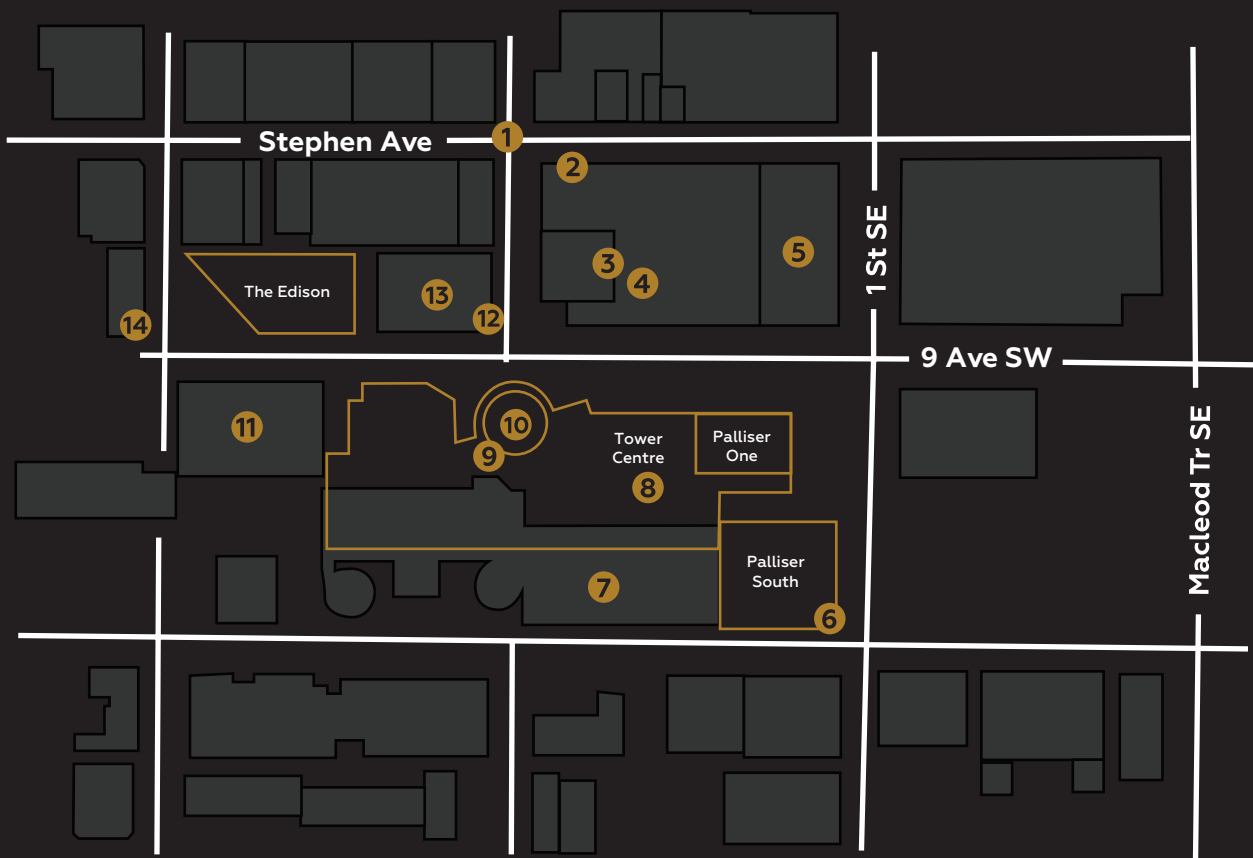 Stephen Ave
1
2
1 St SE
3
4
5
The Edison
13
12
14
9 Ave SW
Macleod Tr SE
11
10
9
Tower
Centre
8
Palliser
One
Palliser
South
7
6